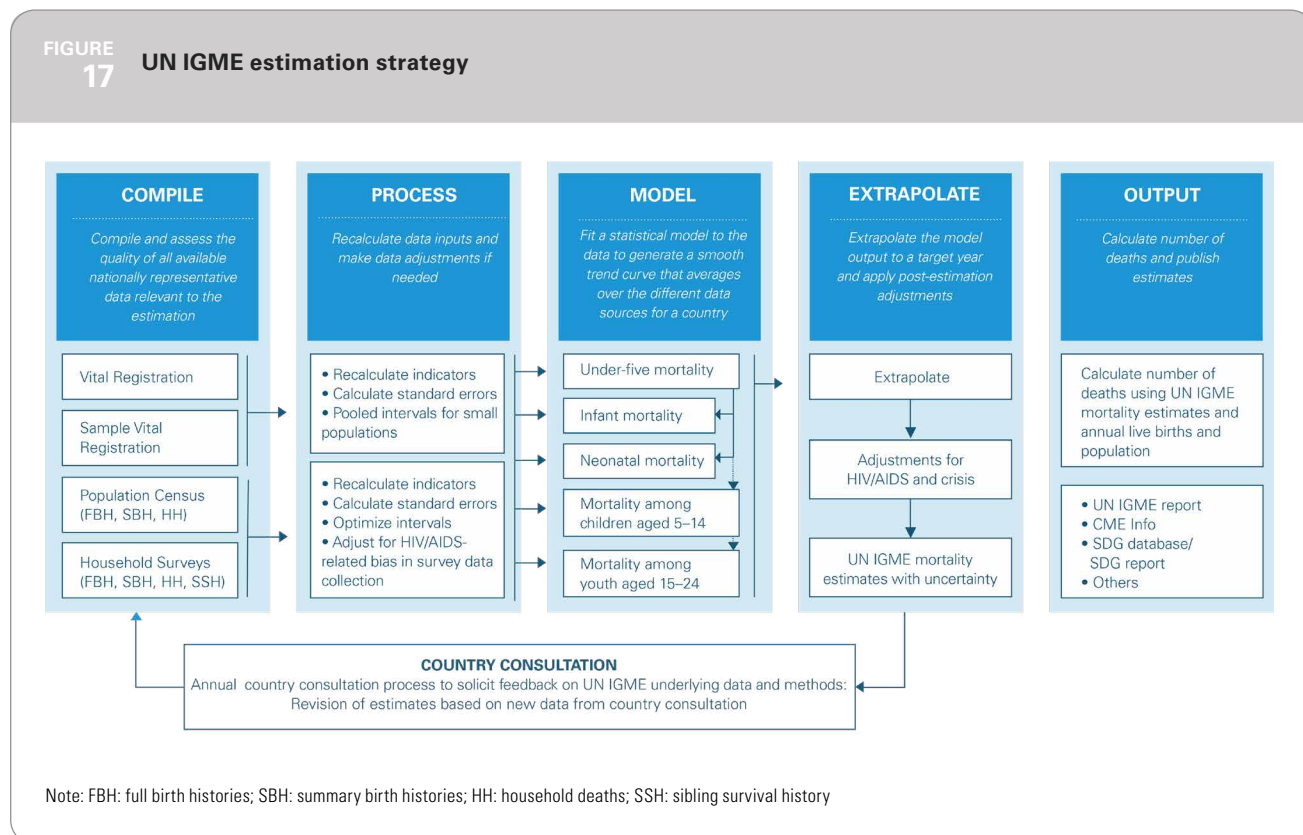 FIGURE
17
UN IGME estimation strategy
COMPILE
Compile and assess the
quality of all available
nationally representative
data relevant to the
estimation
Vital Registration
Sample Vital
Registration
Population Census
(FBH, SBH, HH)
Household Surveys
(FBH, SBH, HH, SSH)
PROCESS
Recalculate data inputs and
make data adjustments if
needed
• Recalculate indicators
• Calculate standard errors
• Pooled intervals for small
populations
• Recalculate indicators
• Calculate standard errors
• Optimize intervals
• Adjust for HIV/AIDS-
related bias in survey data
collection
MODEL
Fit a statistical model to the
data to generate a smooth
trend curve that averages
over the different data
sources for a country
Under-five mortality
Infant mortality
Neonatal mortality
Mortality among
children aged 5–14
Mortality among
youth aged 15–24
EXTRAPOLATE
Extrapolate the model
output to a target year
and apply post-estimation
adjustments
Extrapolate
Adjustments for
HIV/AIDS and crisis
UN IGME mortality
estimates with uncertainty
OUTPUT
Calculate number of
deaths and publish
estimates
Calculate number of
deaths using UN IGME
mortality estimates and
annual live births and
population
• UN IGME report
• CME Info
• SDG database/
SDG report
• Others
COUNTRY CONSULTATION
Annual country consultation process to solicit feedback on UN IGME underlying data and methods:
Revision of estimates based on new data from country consultation
Note: FBH: full birth histories; SBH: summary birth histories; HH: household deaths; SSH: sibling survival history